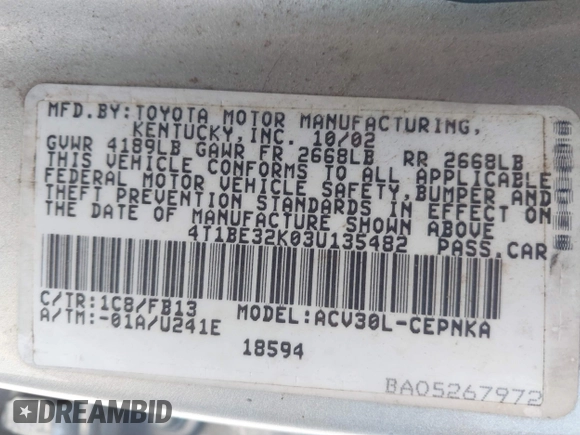 MFD.BY:TOYOTA MOTOR MANUFACTURING,
KENTUCKY,INC. 10/02
GVWR 4189LB GAWR FR 2668LB RR 2668LB
THIS VEHICLE CONFORMS TO ALL APPLICABLE
FEDERAL MOTOR VEHICLE SAFETY,BUMPER AND
THEFT PREVENTION STANDARDS IN EFFECT ON
THE DATE OF MANUFACTURE SHOWN ABOVE
4T1BE32K03U135482 PASS.CAR
C/TR:1C8/FB13 MODEL:ACV30L-CEPNKA
A/TM:-01A/U241E
18594
BA05267972
DREAMBID